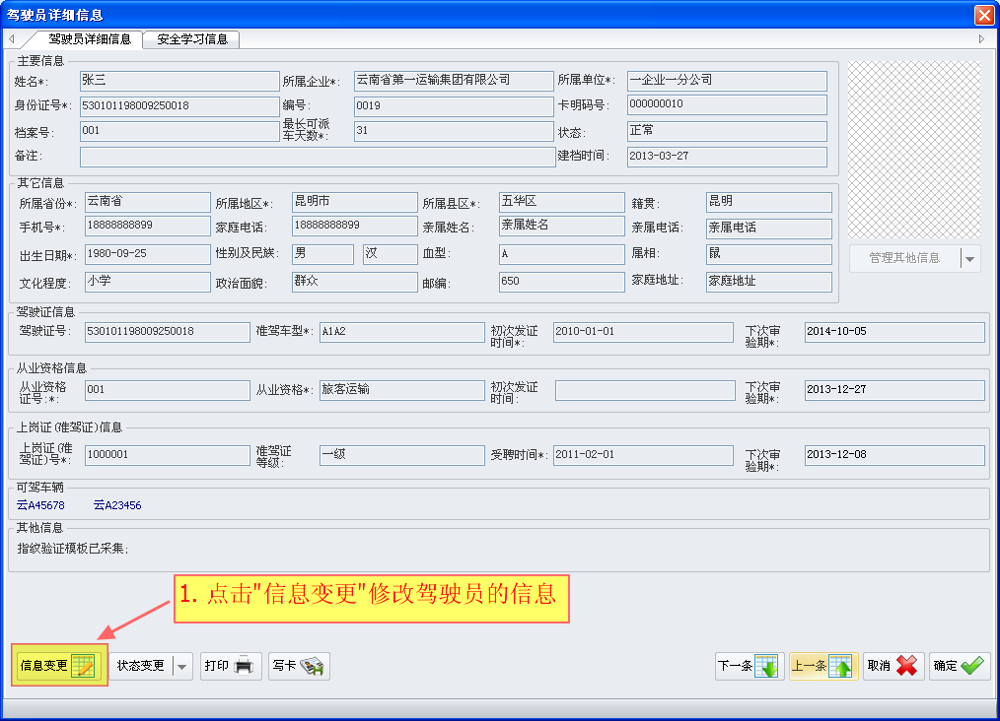 驾驶员详细信息
驾驶员详细信息 安全学习信息
主要信息
姓名*: 张三 所属企业*: 云南省第一运输集团有限公司 所属单位*: 一企业一分公司
身份证号*: 530101198009250018 编号: 0019 卡明码号: 000000010
档案号: 001 最长可派车天数*: 31 状态: 正常
备注: 建档时间: 2013-03-27
其它信息
所属省份*: 云南省 所属地区*: 昆明市 所属县区*: 五华区 籍贯: 昆明
手机号*: 18888888899 家庭电话: 18888888899 亲属姓名: 亲属姓名 亲属电话: 亲属电话
出生日期*: 1980-09-25 性别及民族: 男 汉 血型: A 属相: 鼠
文化程度: 小学 政治面貌: 群众 邮编: 650 家庭地址: 家庭地址
管理其他信息
驾驶证信息
驾驶证号: 530101198009250018 准驾车型*: A1A2 初次发证时间*: 2010-01-01 下次审验期*: 2014-10-05
从业资格信息
从业资格证号:*: 001 从业资格*: 旅客运输 初次发证时间: 下次审验期*: 2013-12-27
上岗证(准驾证)信息
上岗证(准驾证)号*: 1000001 准驾证等级: 一级 受聘时间*: 2011-02-01 下次审验期*: 2013-12-08
可驾车辆
云A45678 云A23456
其他信息
指纹验证模板已采集;
1. 点击"信息变更"修改驾驶员的信息
信息变更 状态变更 打印 写卡 下一条 上一条 取消 确定